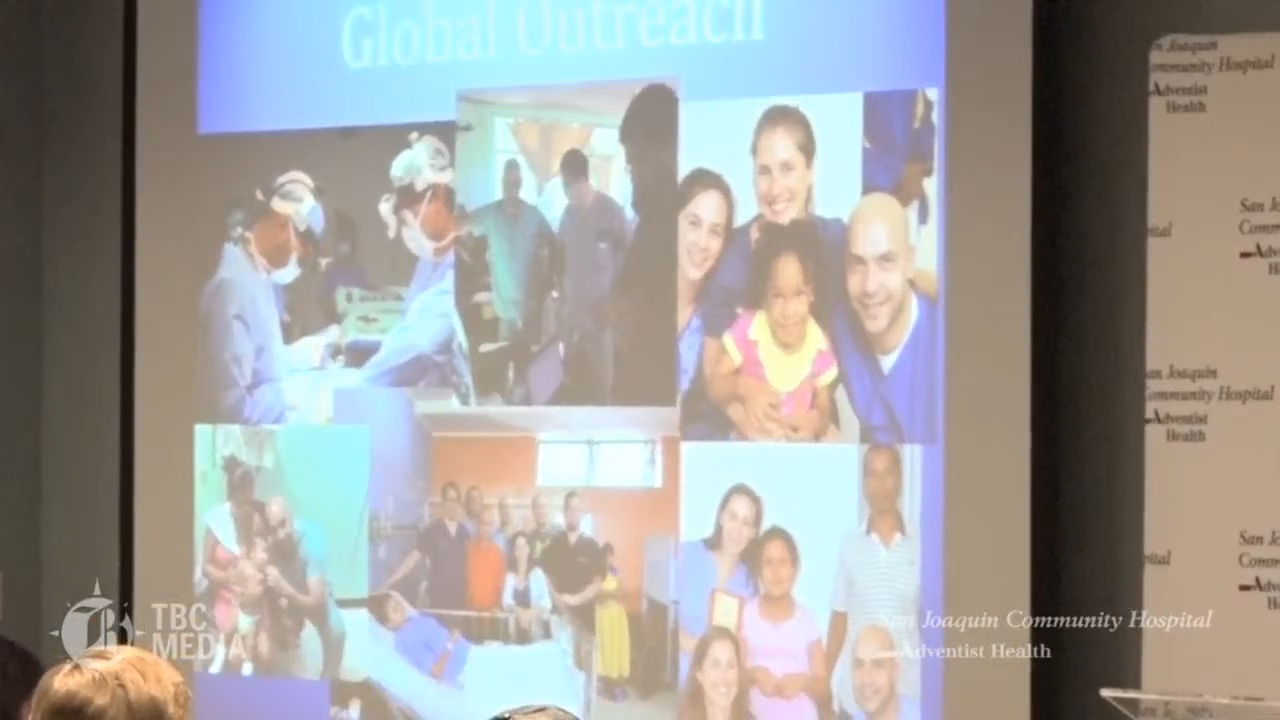 Global Outreach
San Joaquin
Community Hospital
Adventist
Health
San Joaquin
Community Hospital
Adventist
Health
TBC
MEDIA
San Joaquin Community Hospital
Adventist Health